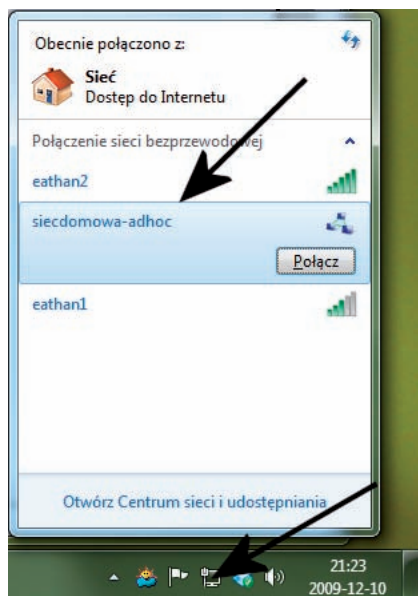 Obecnie połączono z:
Sieć
Dostęp do Internetu
Połączenie sieci bezprzewodowej
eathan2
siecdomowa-adhoc
Połącz
eathan1
Otwórz Centrum sieci i udostępniania
21:23
2009-12-10